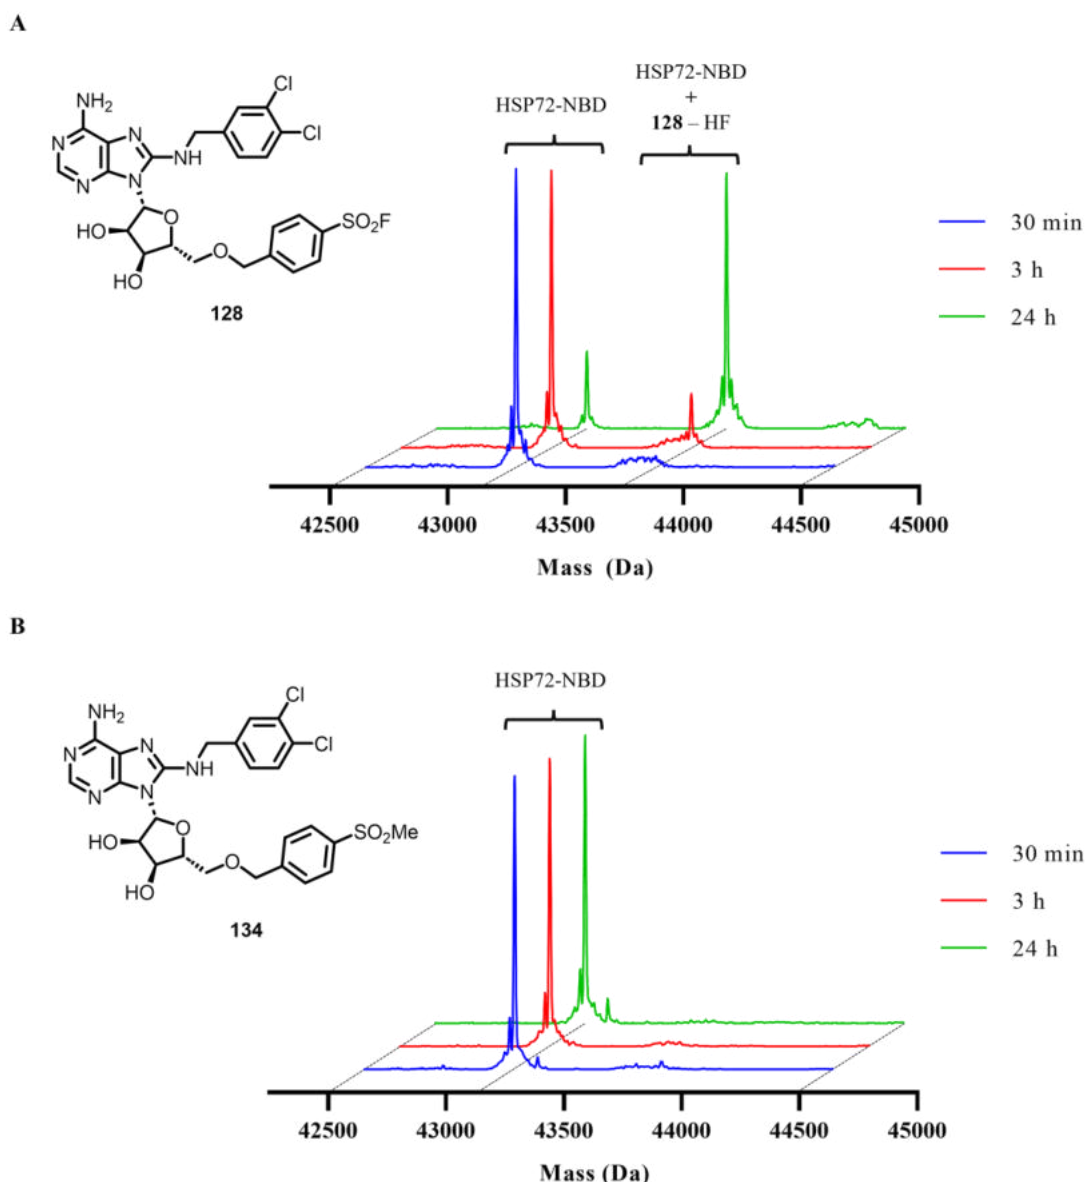 A
NH2
N
N
N
N
NH
Cl
Cl
O
HO
HO
O
SO2F
128
HSP72-NBD
HSP72-NBD
+
128 – HF
30 min
3 h
24 h
42500 43000 43500 44000 44500 45000
Mass (Da)
B
NH2
N
N
N
N
NH
Cl
Cl
O
HO
HO
O
SO2Me
134
HSP72-NBD
30 min
3 h
24 h
42500 43000 43500 44000 44500 45000
Mass (Da)